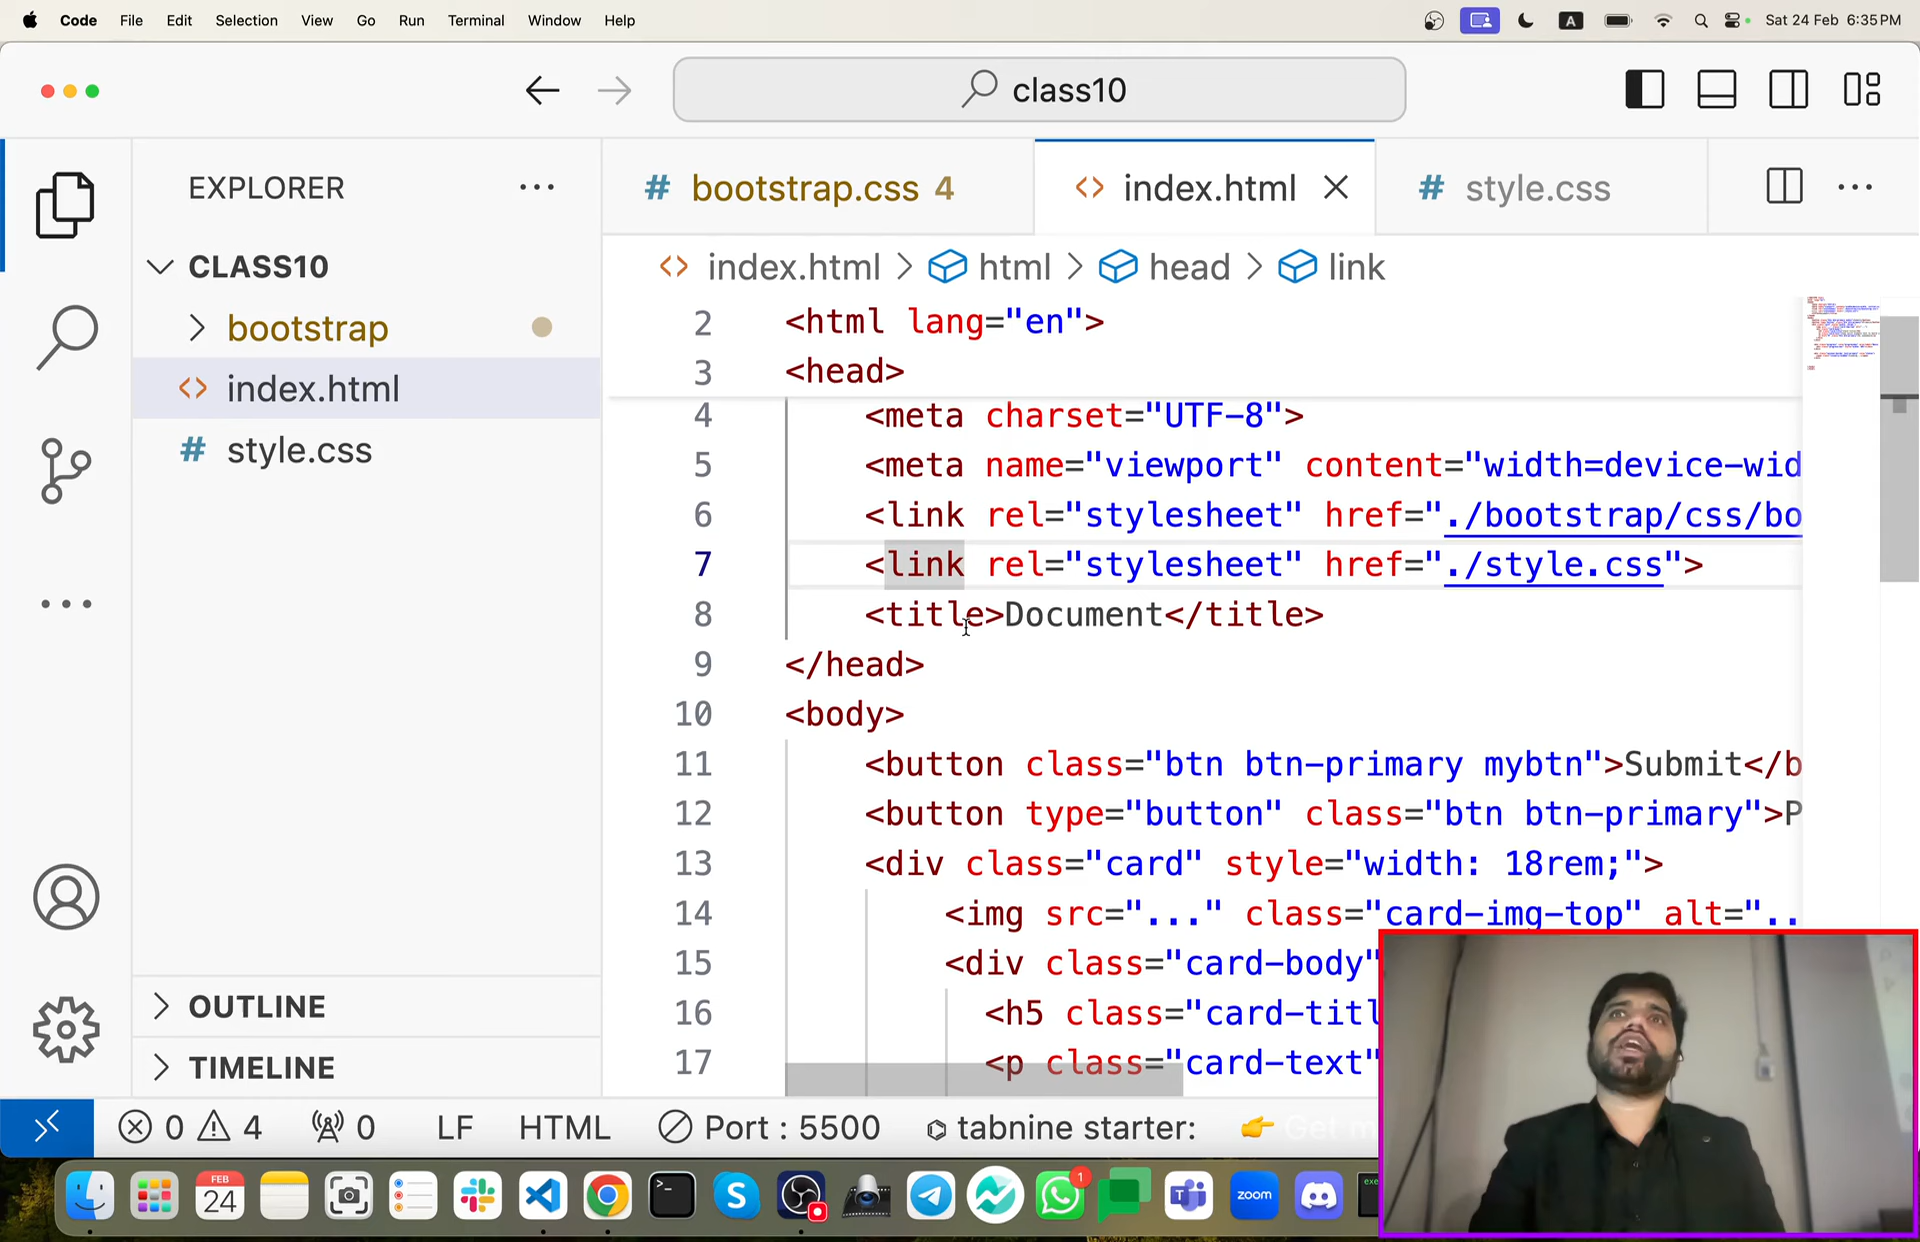 Code File Edit Selection View Go Run Terminal Window Help A Sat 24 Feb 6:35 PM
class10
EXPLORER
CLASS10
bootstrap
index.html
style.css
OUTLINE
TIMELINE
# bootstrap.css 4
<> index.html
# style.css
<> index.html > html > head > link
2 <html lang="en">
3 <head>
4 <meta charset="UTF-8">
5 <meta name="viewport" content="width=device-wid
6 <link rel="stylesheet" href="./bootstrap/css/bo
7 <link rel="stylesheet" href="./style.css">
8 <title>Document</title>
9 </head>
10 <body>
11 <button class="btn btn-primary mybtn">Submit</b
12 <button type="button" class="btn btn-primary">P
13 <div class="card" style="width: 18rem;">
14 <img src="..." class="card-img-top" alt="..
15 <div class="card-body"
16 <h5 class="card-titl
17 <p class="card-text"
0 4 0 LF HTML Port : 5500 tabnine starter: Get m
FEB
24
S
1
zoom
exe